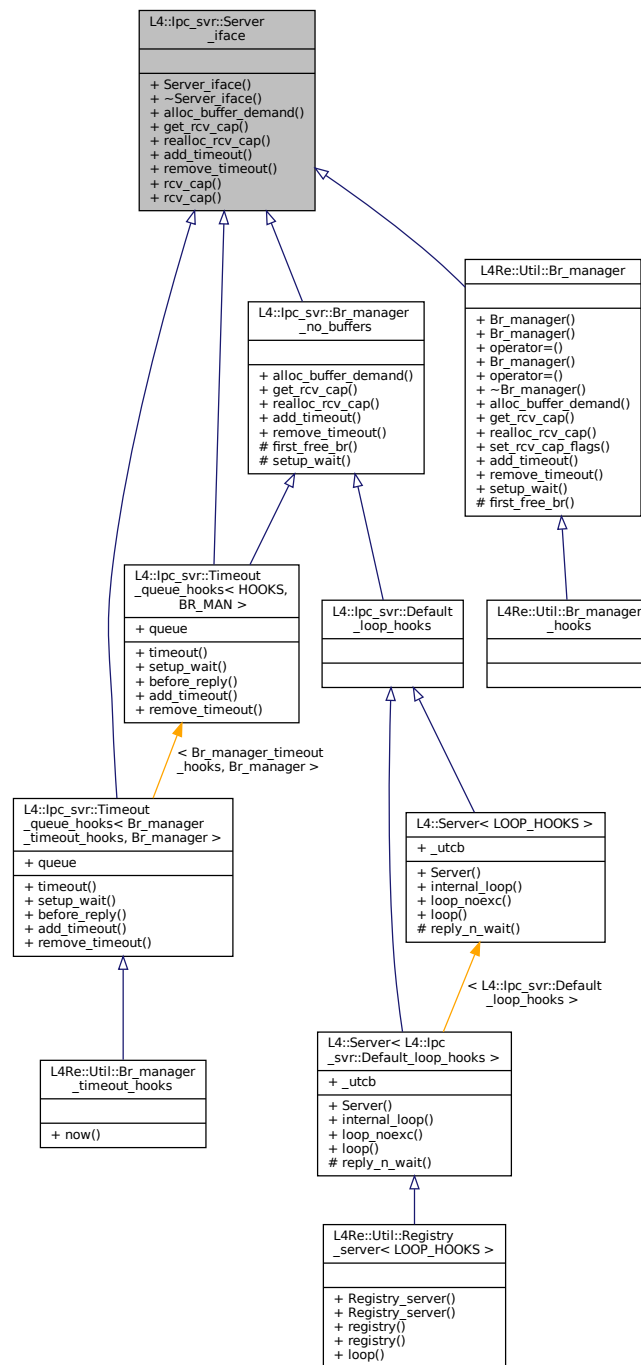 L4::Ipc_svr::Server
_iface
+ Server_iface()
+ ~Server_iface()
+ alloc_buffer_demand()
+ get_rcv_cap()
+ realloc_rcv_cap()
+ add_timeout()
+ remove_timeout()
+ rcv_cap()
+ rcv_cap()
L4Re::Util::Br_manager
+ Br_manager()
+ Br_manager()
+ operator=()
+ Br_manager()
+ operator=()
+ ~Br_manager()
+ alloc_buffer_demand()
+ get_rcv_cap()
+ realloc_rcv_cap()
+ set_rcv_cap_flags()
+ add_timeout()
+ remove_timeout()
+ setup_wait()
# first_free_br()
L4::Ipc_svr::Br_manager
_no_buffers
+ alloc_buffer_demand()
+ get_rcv_cap()
+ realloc_rcv_cap()
+ add_timeout()
+ remove_timeout()
# first_free_br()
# setup_wait()
L4::Ipc_svr::Timeout
_queue_hooks< HOOKS,
BR_MAN >
+ queue
+ timeout()
+ setup_wait()
+ before_reply()
+ add_timeout()
+ remove_timeout()
L4::Ipc_svr::Default
_loop_hooks
L4Re::Util::Br_manager
_hooks
< Br_manager_timeout
_hooks, Br_manager >
L4::Ipc_svr::Timeout
_queue_hooks< Br_manager
_timeout_hooks, Br_manager >
+ queue
+ timeout()
+ setup_wait()
+ before_reply()
+ add_timeout()
+ remove_timeout()
L4::Server< LOOP_HOOKS >
+ _utcb
+ Server()
+ internal_loop()
+ loop_noexc()
+ loop()
# reply_n_wait()
< L4::Ipc_svr::Default
_loop_hooks >
L4::Server< L4::Ipc
_svr::Default_loop_hooks >
+ _utcb
+ Server()
+ internal_loop()
+ loop_noexc()
+ loop()
# reply_n_wait()
L4Re::Util::Br_manager
_timeout_hooks
+ now()
L4Re::Util::Registry
_server< LOOP_HOOKS >
+ Registry_server()
+ Registry_server()
+ registry()
+ registry()
+ loop()